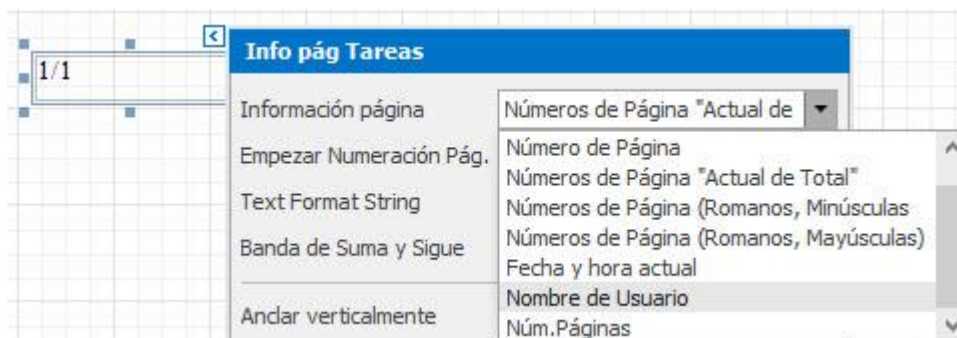 1/1
Info pág Tareas
Información página
Números de Página "Actual de
Número de Página
Empezar Numeración Pág.
Números de Página "Actual de Total"
Text Format String
Números de Página (Romanos, Minúsculas
Números de Página (Romanos, Mayúsculas)
Banda de Suma y Sigue
Fecha y hora actual
Nombre de Usuario
Anclar verticalmente
Núm.Páginas